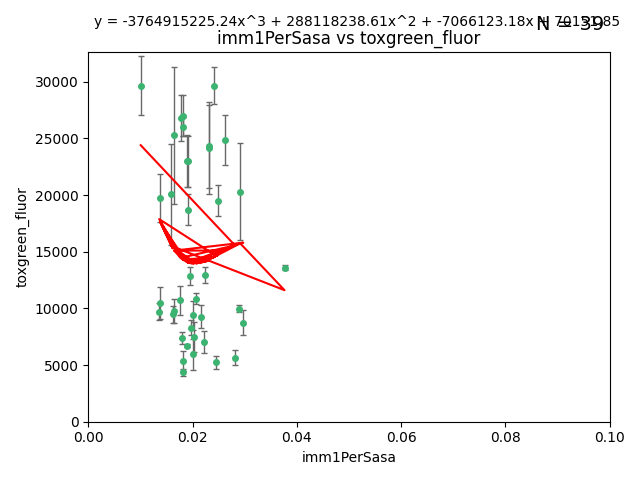 y = -3764915225.24x^3 + 288118238.61x^2 + -7066123.18x +
N = 39
imm1PerSasa vs toxgreen_fluor
toxgreen_fluor
30000
25000
20000
15000
10000
5000
0
0.00 0.02 0.04 0.06 0.08 0.10
imm1PerSasa